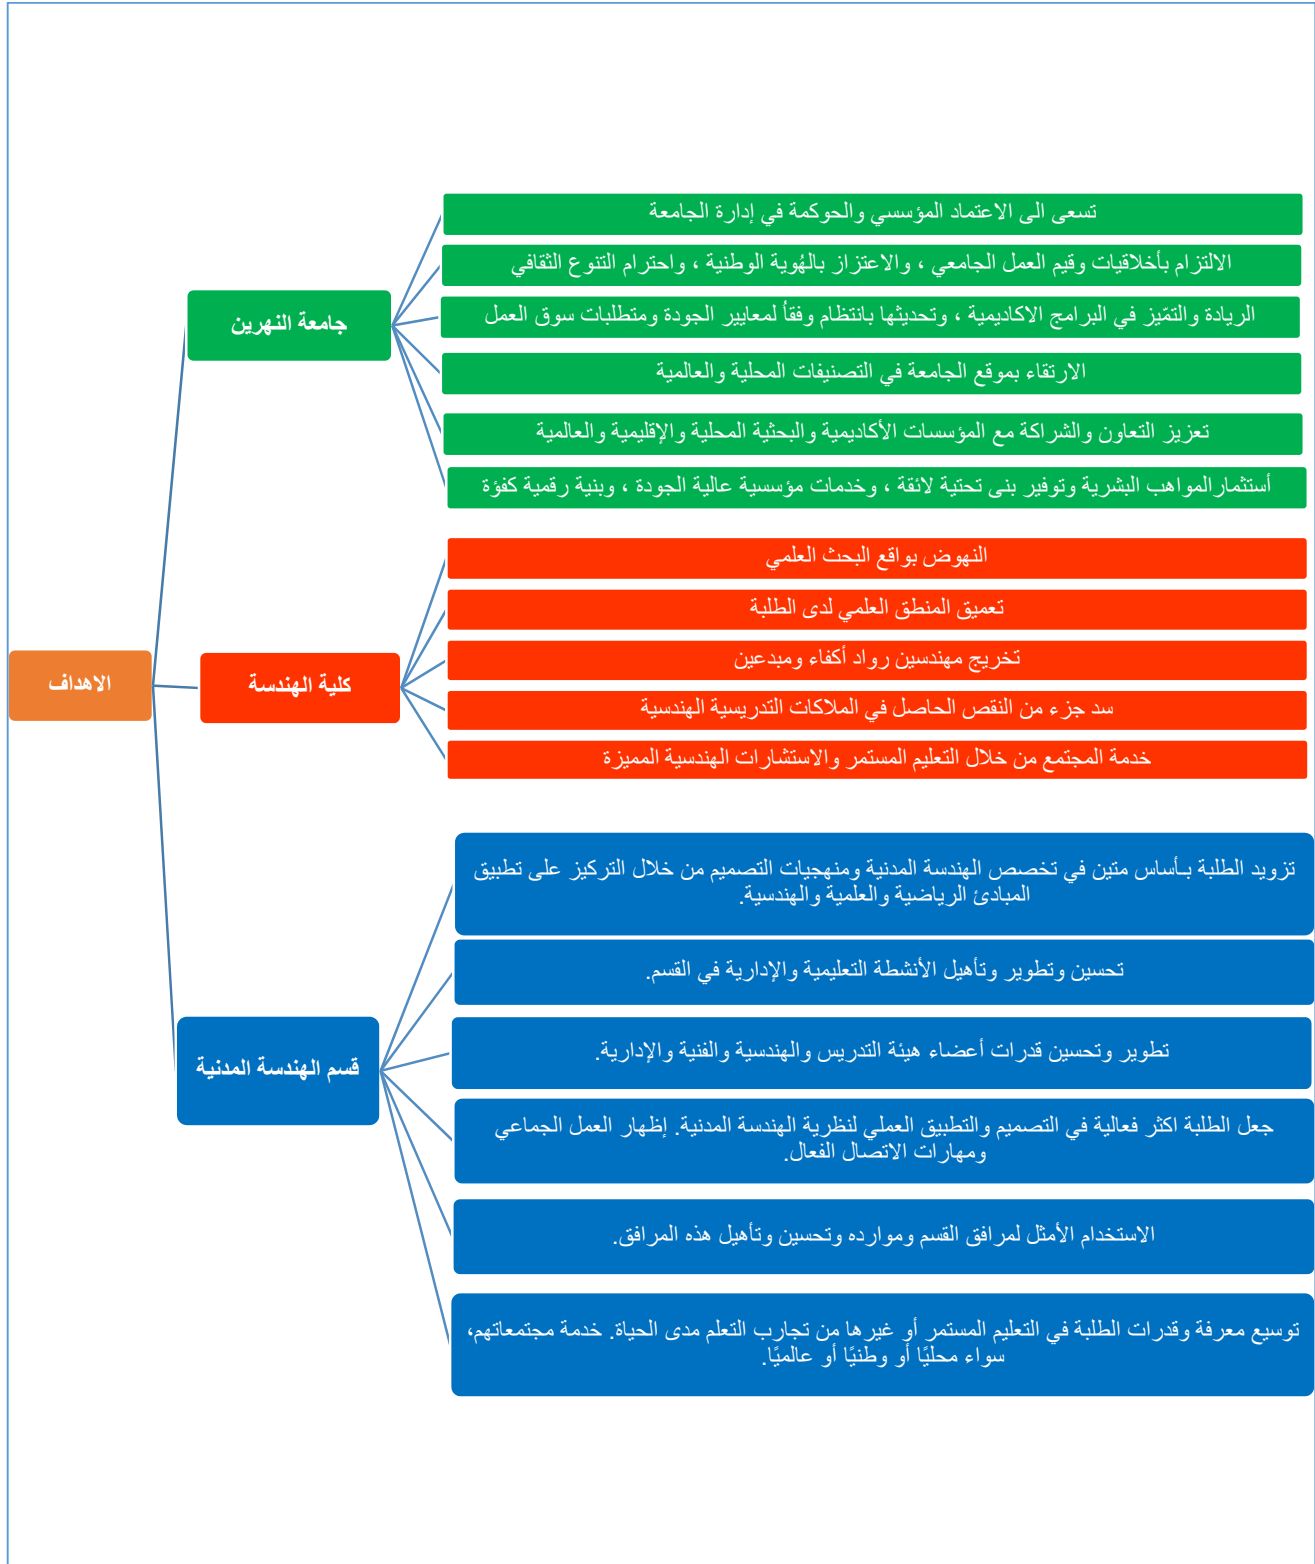 الاهداف
جامعة النهرين
تسعى الى الاعتماد المؤسسي والحوكمة في إدارة الجامعة
الالتزام بأخلاقيات وقيم العمل الجامعي ، والاعتزاز بالهُوية الوطنية ، واحترام التنوع الثقافي
الريادة والتمّيز في البرامج الاكاديمية ، وتحديثها بانتظام وفقاً لمعايير الجودة ومتطلبات سوق العمل
الارتقاء بموقع الجامعة في التصنيفات المحلية والعالمية
تعزيز التعاون والشراكة مع المؤسسات الأكاديمية والبحثية المحلية والإقليمية والعالمية
أستثمارالمواهب البشرية وتوفير بنى تحتية لائقة ، وخدمات مؤسسية عالية الجودة ، وبنية رقمية كفؤة
كلية الهندسة
النهوض بواقع البحث العلمي
تعميق المنطق العلمي لدى الطلبة
تخريج مهندسين رواد أكفاء ومبدعين
سد جزء من النقص الحاصل في الملاكات التدريسية الهندسية
خدمة المجتمع من خلال التعليم المستمر والاستشارات الهندسية المميزة
قسم الهندسة المدنية
تزويد الطلبة بـأساس متين في تخصص الهندسة المدنية ومنهجيات التصميم من خلال التركيز على تطبيق
المبادئ الرياضية والعلمية والهندسية.
تحسين وتطوير وتأهيل الأنشطة التعليمية والإدارية في القسم.
تطوير وتحسين قدرات أعضاء هيئة التدريس والهندسية والفنية والإدارية.
جعل الطلبة اكثر فعالية في التصميم والتطبيق العملي لنظرية الهندسة المدنية. إظهار العمل الجماعي
ومهارات الاتصال الفعال.
الاستخدام الأمثل لمرافق القسم وموارده وتحسين وتأهيل هذه المرافق.
توسيع معرفة وقدرات الطلبة في التعليم المستمر أو غيرها من تجارب التعلم مدى الحياة. خدمة مجتمعاتهم،
سواء محليًا أو وطنيًا أو عالميًا.